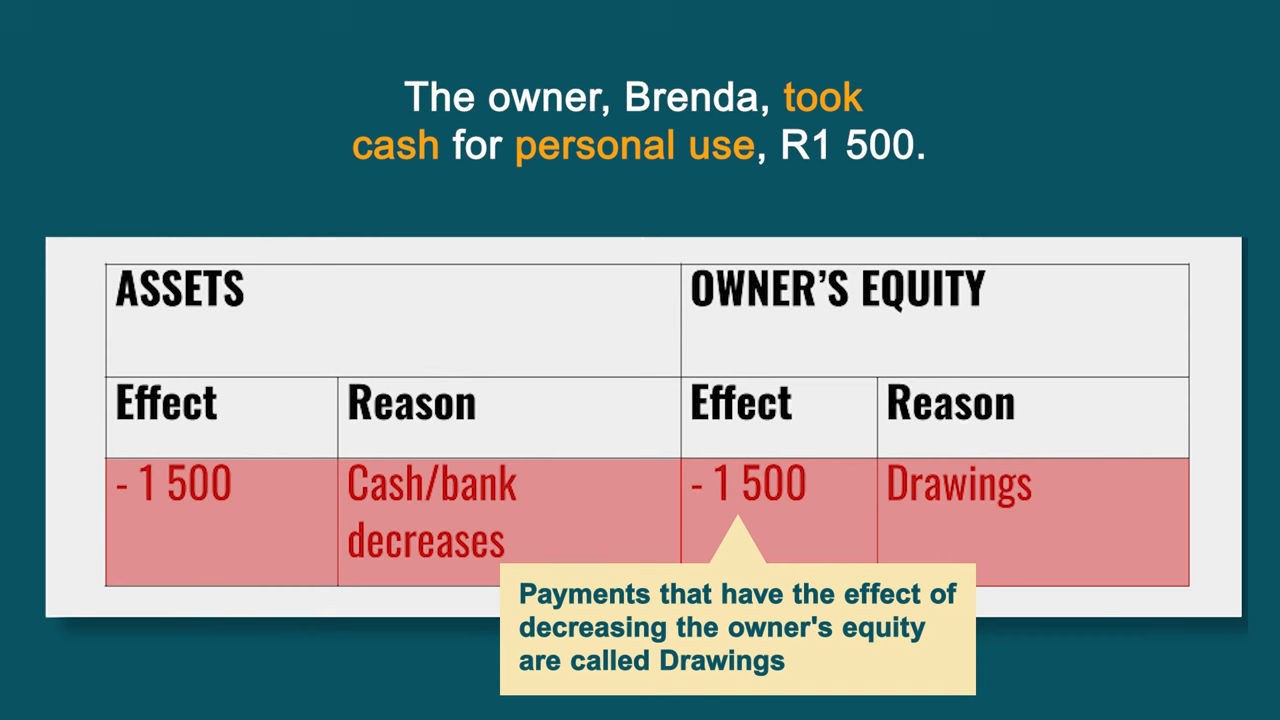 The owner, Brenda, took
cash for personal use, R1 500.
ASSETS OWNER’S EQUITY
Effect Reason Effect Reason
- 1 500 Cash/bank - 1 500 Drawings
decreases
Payments that have the effect of
decreasing the owner's equity
are called Drawings